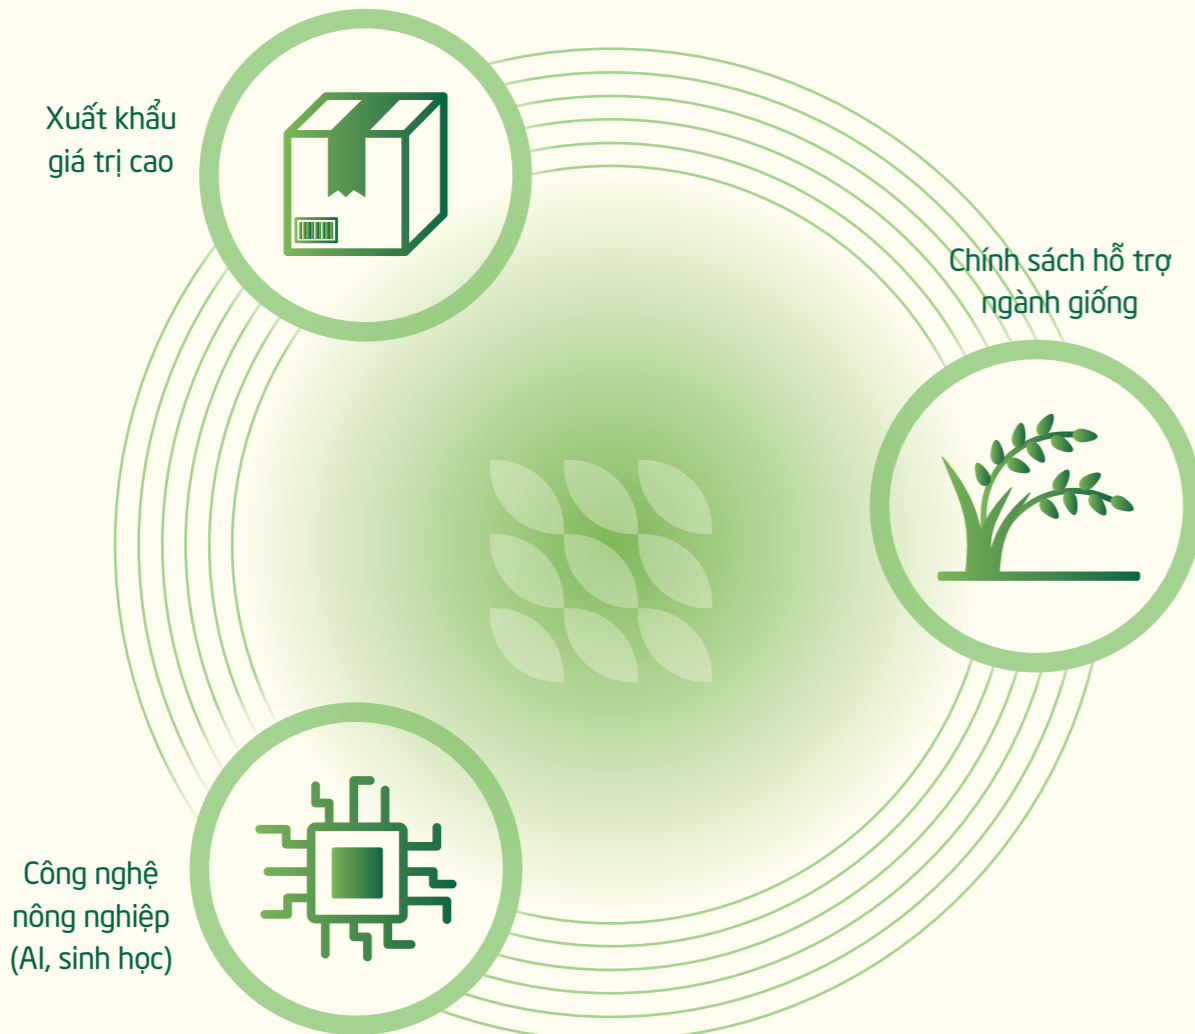 Xuất khẩu
giá trị cao
Chính sách hỗ trợ
ngành giống
Công nghệ
nông nghiệp
(AI, sinh học)